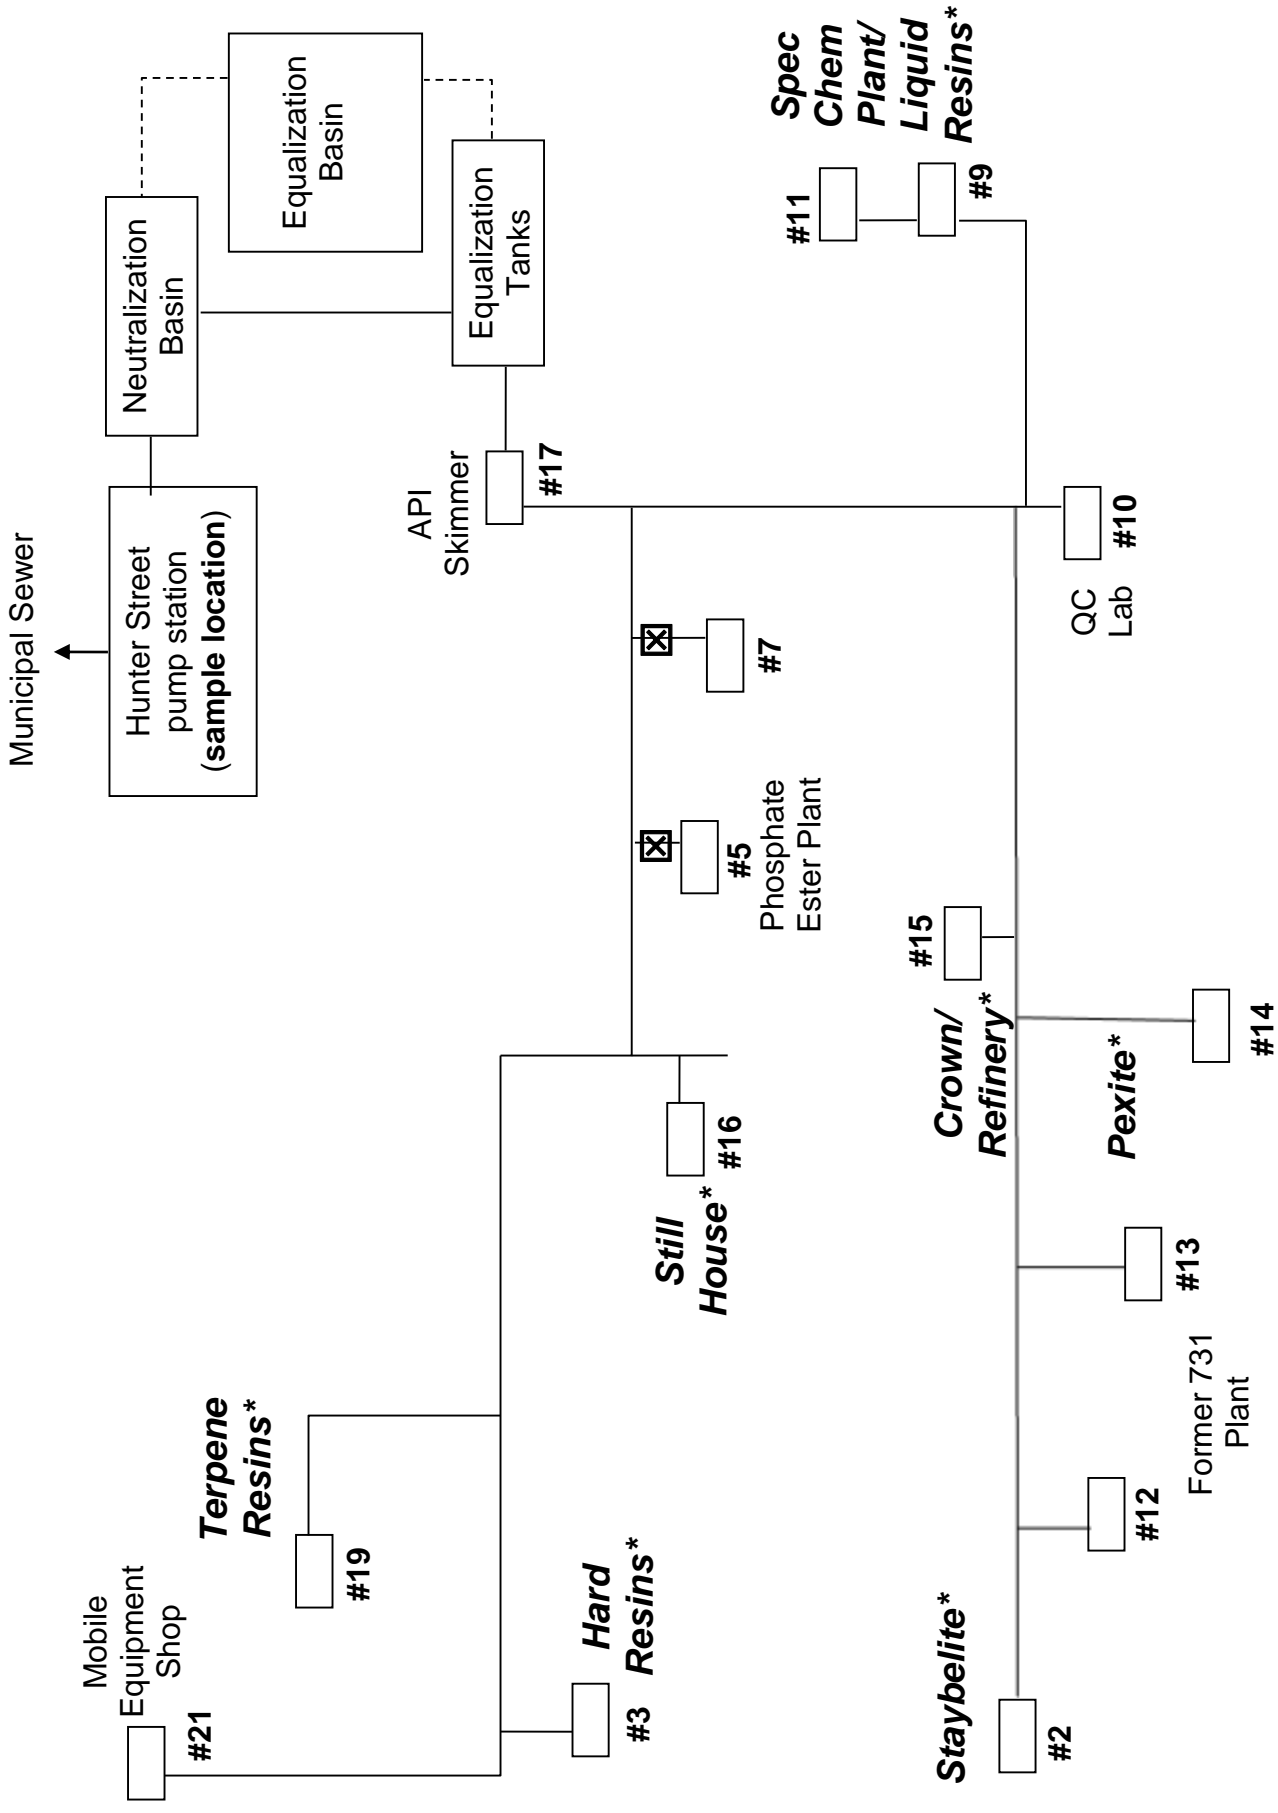 Municipal Sewer
Hunter Street
pump station
(sample location)
Neutralization
Basin
Equalization
Basin
Equalization
Tanks
API
Skimmer
#17
Mobile
Equipment
Shop
#21
Terpene
Resins*
#19
Hard
Resins*
#3
Still
House*
#16
#5
Phosphate
Ester Plant
#7
#11
#9
Spec
Chem
Plant/
Liquid
Resins*
Staybelite*
#2
#12
Former 731
Plant
#13
Crown/
Refinery*
#15
Pexite*
#14
QC
Lab
#10